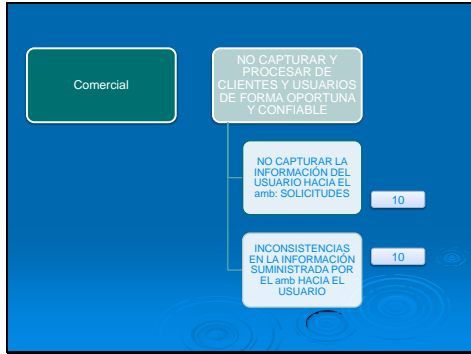 Comercial
NO CAPTURAR Y
PROCESAR DE
CLIENTES Y USUARIOS
DE FORMA OPORTUNA
Y CONFIABLE
NO CAPTURAR LA
INFORMACIÓN DEL
USUARIO HACIA EL
amb: SOLICITUDES
10
INCONSISTENCIAS
EN LA INFORMACIÓN
SUMINISTRADA POR
EL amb HACIA EL
USUARIO
10